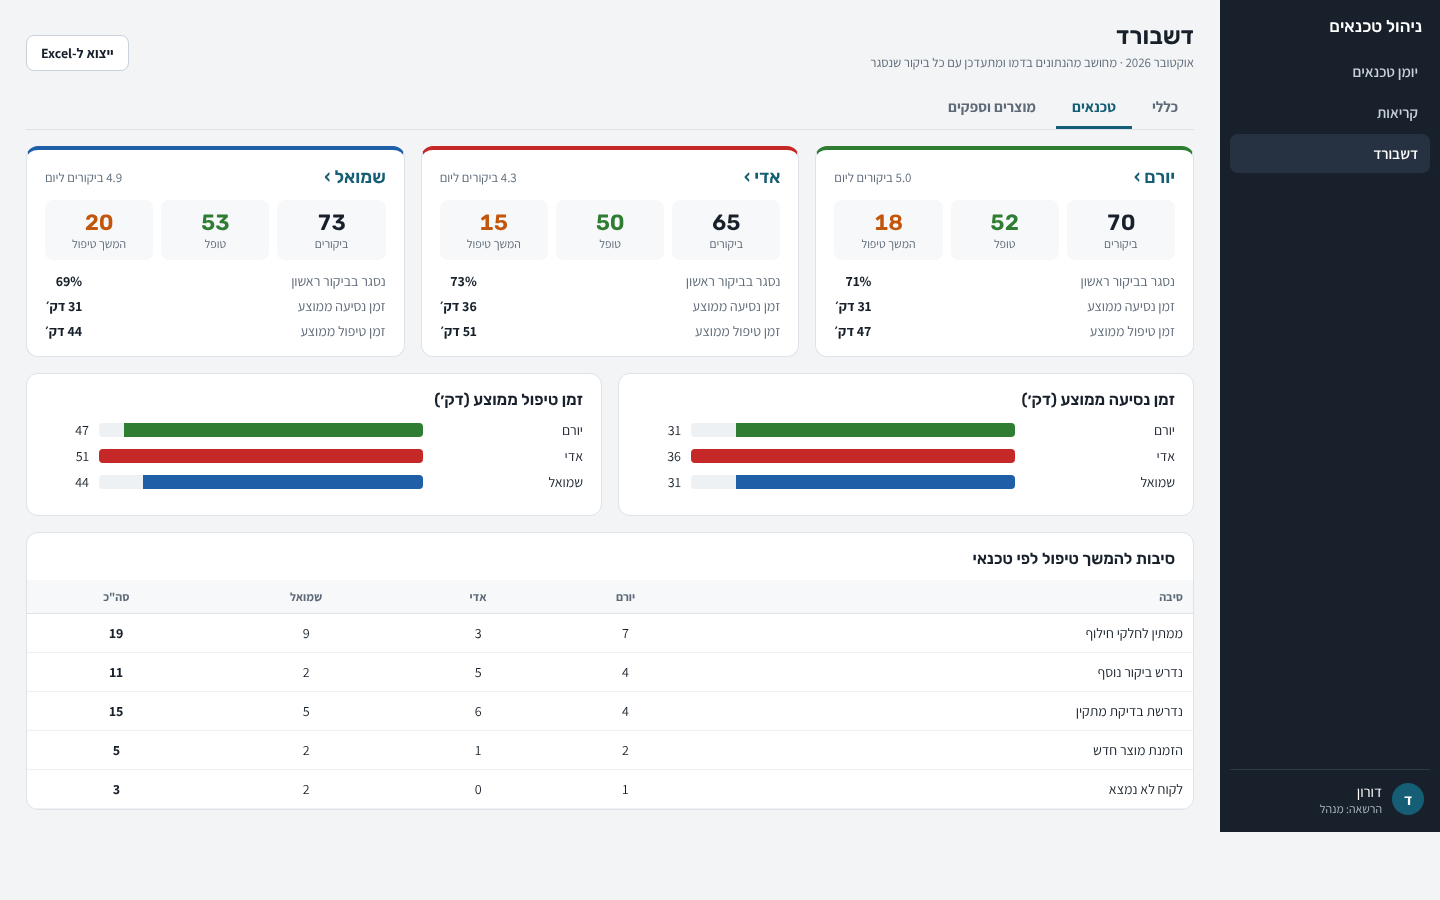 ניהול טכנאים
יומן טכנאים
קריאות
דשבורד
דשבורד
אוקטובר 2026 · מחושב מהנתונים בדמו ומתעדכן עם כל ביקור שנסגר
ייצוא ל-Excel
כללי טכנאים מוצרים וספקים
יורם ›
5.0 ביקורים ליום
70 52 18
ביקורים טופל המשך טיפול
נסגר בביקור ראשון 71%
זמן נסיעה ממוצע 31 דק׳
זמן טיפול ממוצע 47 דק׳
אדי ›
4.3 ביקורים ליום
65 50 15
ביקורים טופל המשך טיפול
נסגר בביקור ראשון 73%
זמן נסיעה ממוצע 36 דק׳
זמן טיפול ממוצע 51 דק׳
שמואל ›
4.9 ביקורים ליום
73 53 20
ביקורים טופל המשך טיפול
נסגר בביקור ראשון 69%
זמן נסיעה ממוצע 31 דק׳
זמן טיפול ממוצע 44 דק׳
זמן נסיעה ממוצע (דק׳)
יורם 31
אדי 36
שמואל 31
זמן טיפול ממוצע (דק׳)
יורם 47
אדי 51
שמואל 44
סיבות להמשך טיפול לפי טכנאי
סיבה יורם אדי שמואל סה"כ
ממתין לחלקי חילוף 7 3 9 19
נדרש ביקור נוסף 4 5 2 11
נדרשת בדיקת מתקין 4 6 5 15
הזמנת מוצר חדש 2 1 2 5
לקוח לא נמצא 1 0 2 3
ד
דורון
הרשאה: מנהל